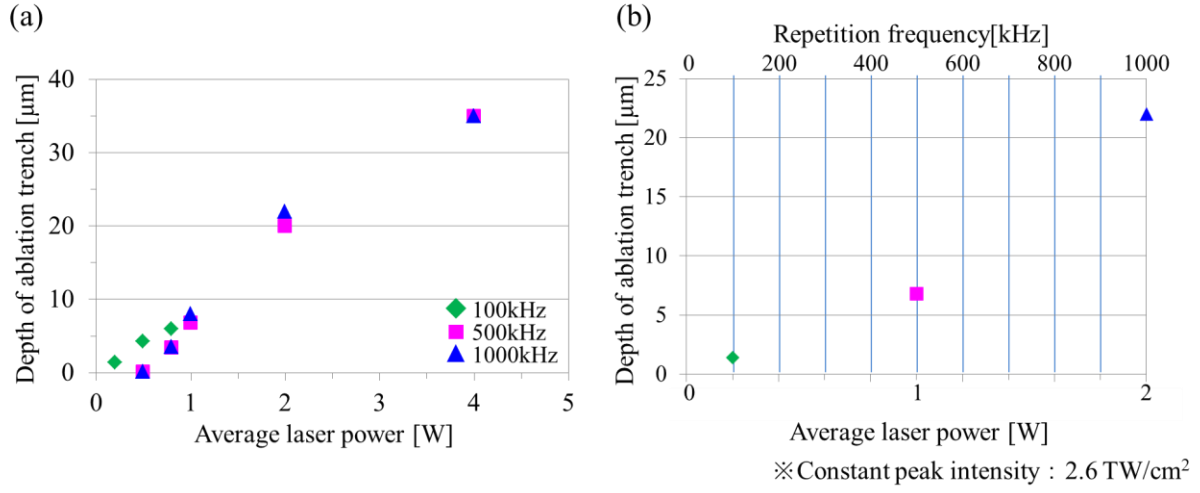 (a)
Depth of ablation trench [μm]
40
30
20
10
0
0 1 2 3 4 5
Average laser power [W]
100kHz
500kHz
1000kHz
(b)
Repetition frequency[kHz]
0 200 400 600 800 1000
Depth of ablation trench [μm]
25
20
15
10
5
0
0 1 2
Average laser power [W]
※Constant peak intensity : 2.6 TW/cm²